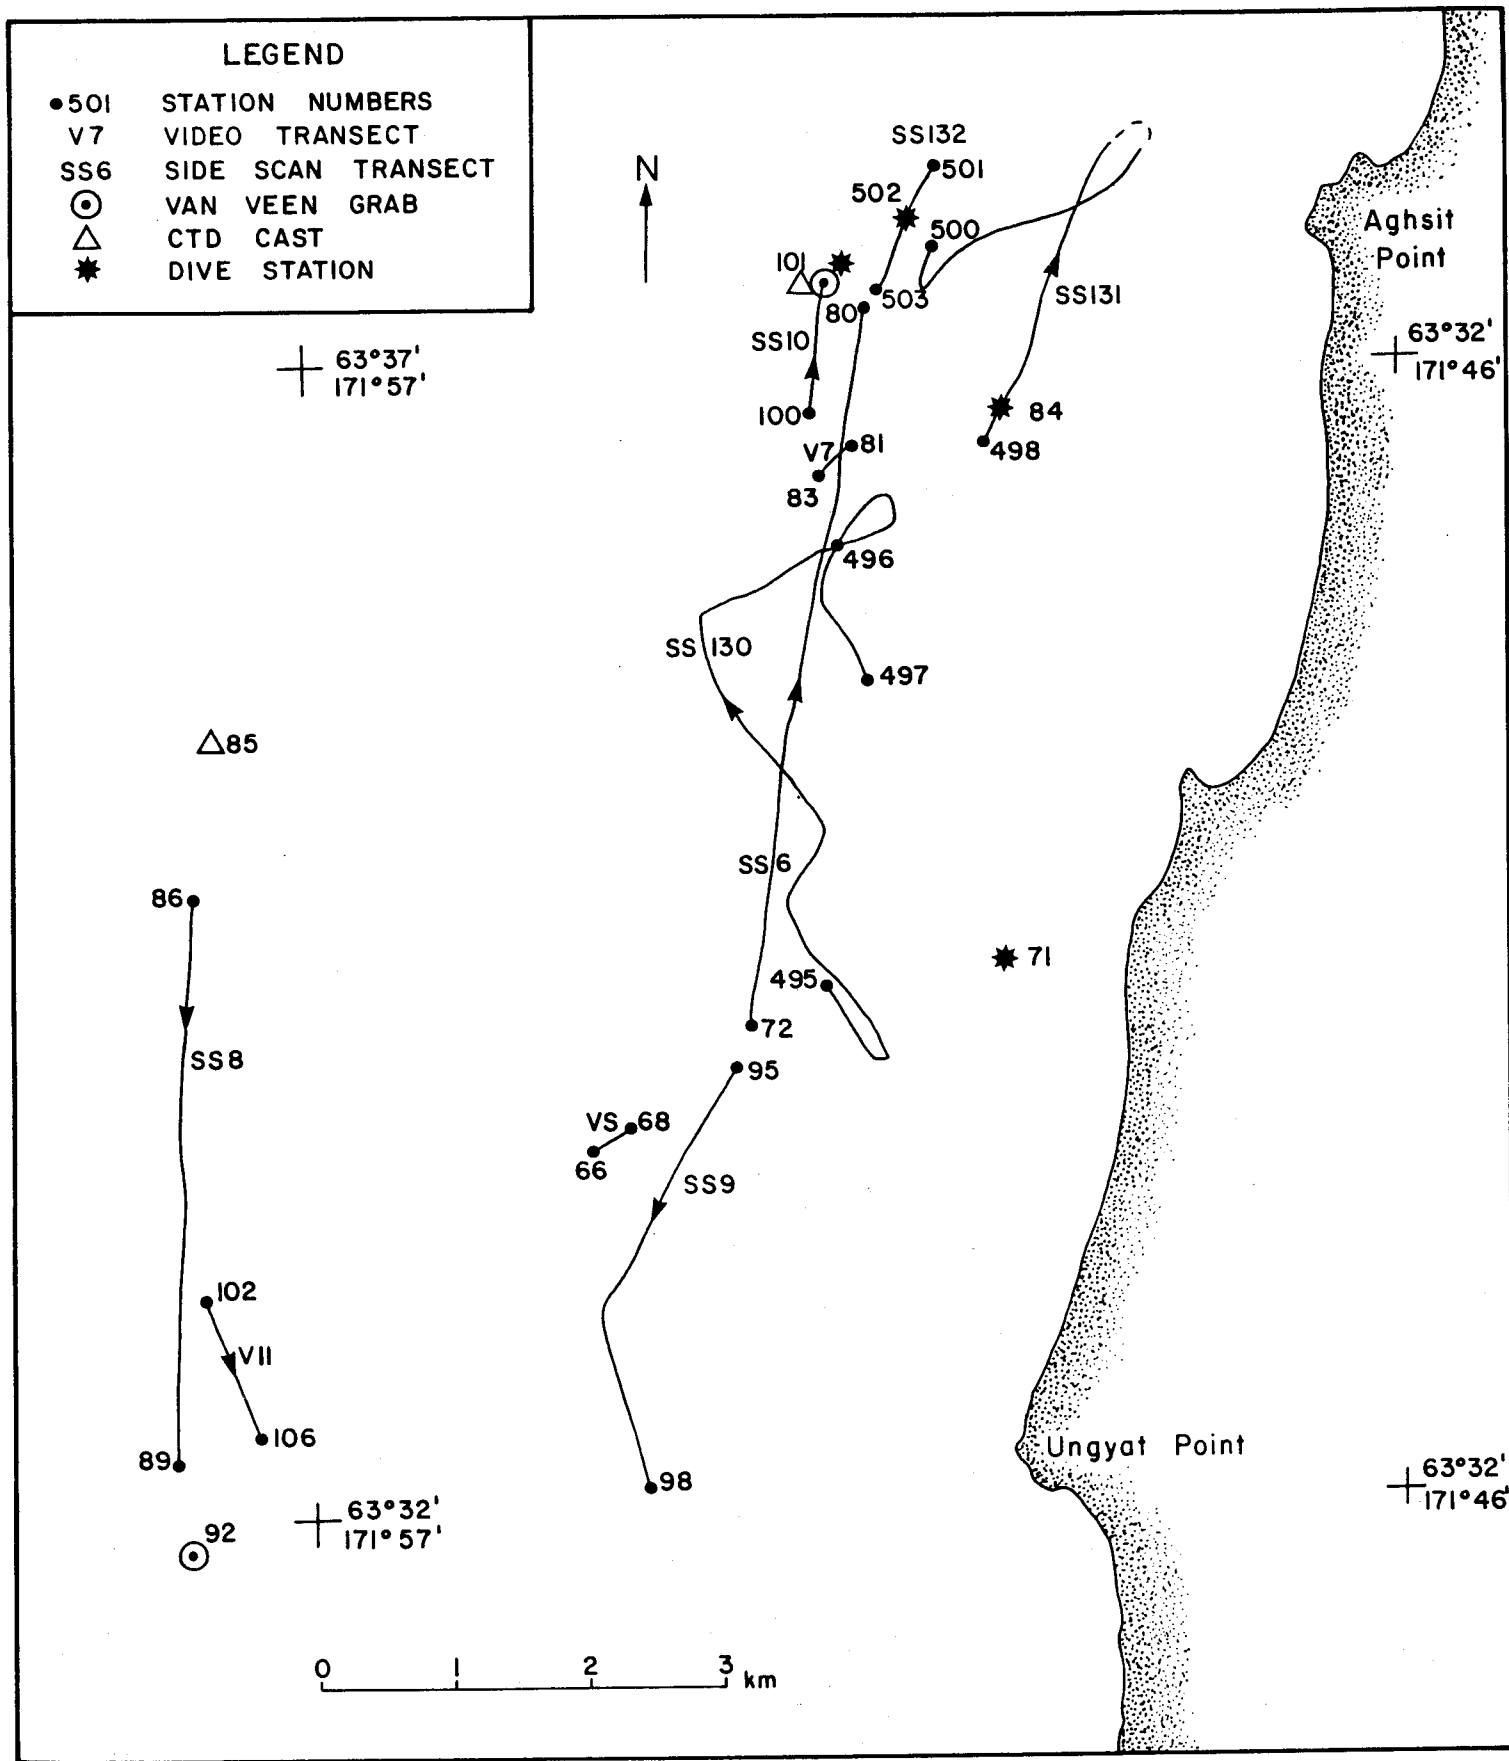 LEGEND
•501 STATION NUMBERS
V7 VIDEO TRANSECT
SS6 SIDE SCAN TRANSECT
VAN VEEN GRAB
CTD CAST
DIVE STATION
N
SS132
501
502
500
101
503
80
SS10
SS131
Aghsit
Point
63°37'
171°57'
63°32'
171°46'
100
84
V7
81
498
83
496
SS 130
497
85
SS6
86
71
495
72
SS8
95
VS
68
66
SS9
102
V11
106
89
98
Ungyat Point
63°32'
171°46'
63°32'
171°57'
92
0 1 2 3 km